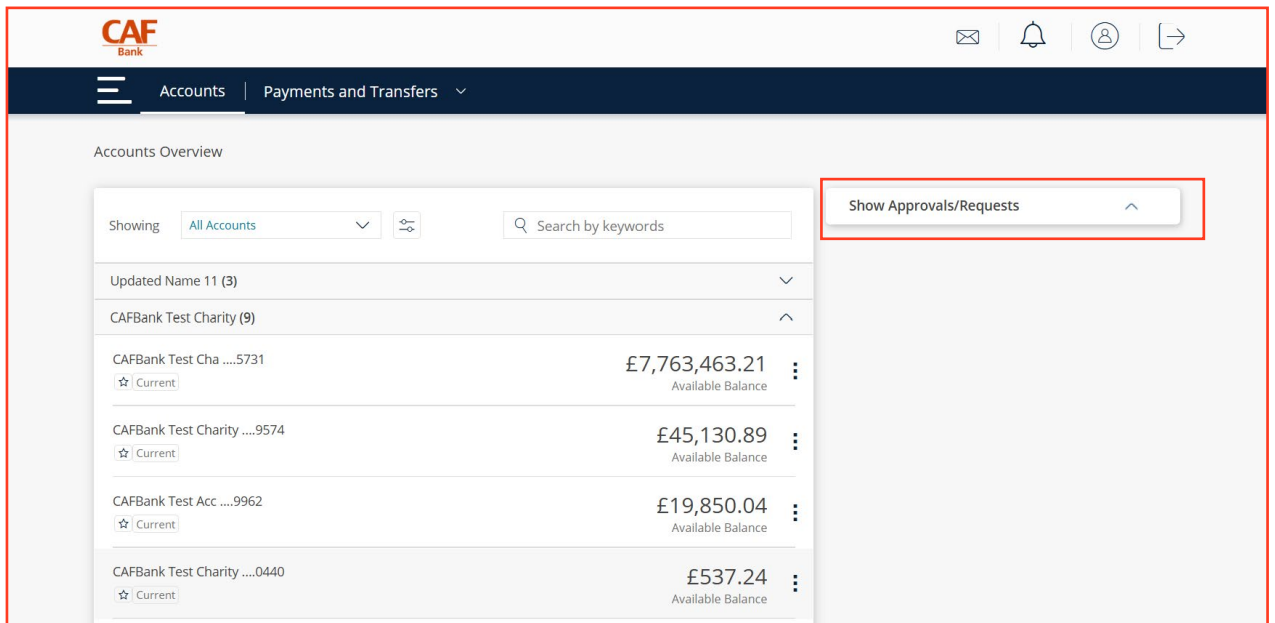 CAF
Bank
Accounts
Payments and Transfers
Accounts Overview
Showing
All Accounts
Search by keywords
Show Approvals/Requests
Updated Name 11 (3)
CAFBank Test Charity (9)
CAFBank Test Cha ....5731
£7,763,463.21
Current
Available Balance
CAFBank Test Charity ....9574
£45,130.89
Current
Available Balance
CAFBank Test Acc ....9962
£19,850.04
Current
Available Balance
CAFBank Test Charity ....0440
£537.24
Current
Available Balance